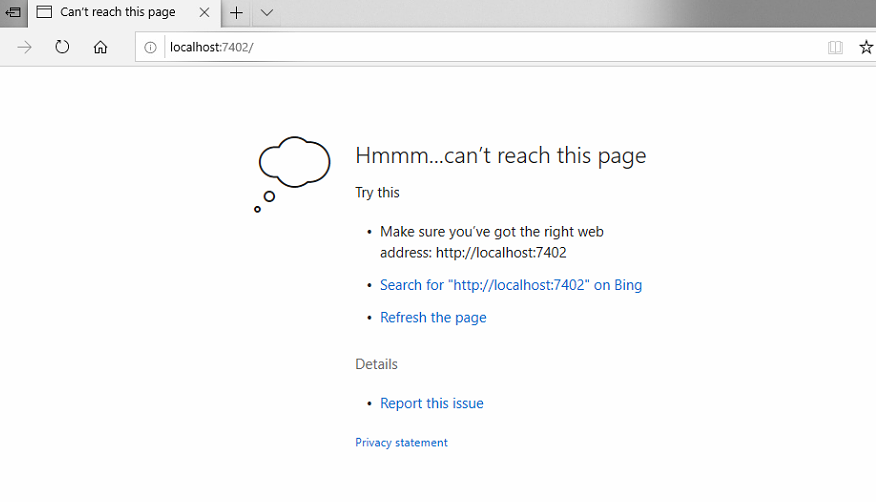 Can't reach this page
localhost:7402/
Hmmm...can't reach this page
Try this
• Make sure you've got the right web
address: http://localhost:7402
• Search for "http://localhost:7402" on Bing
• Refresh the page
Details
• Report this issue
Privacy statement